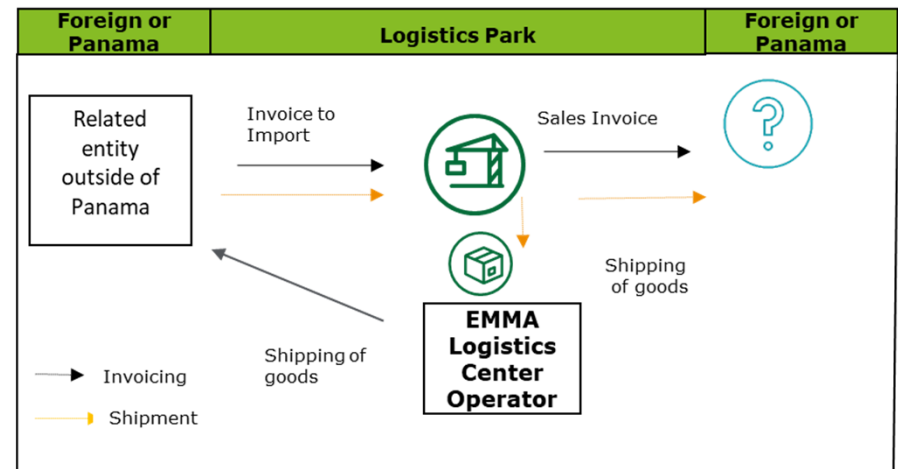 Foreign or
Panama
Logistics Park
Foreign or
Panama
Related
entity
outside of
Panama
Invoice to
Import
Sales Invoice
?
Shipping
of goods
EMMA
Logistics
Center
Operator
Shipping of
goods
Invoicing
Shipment